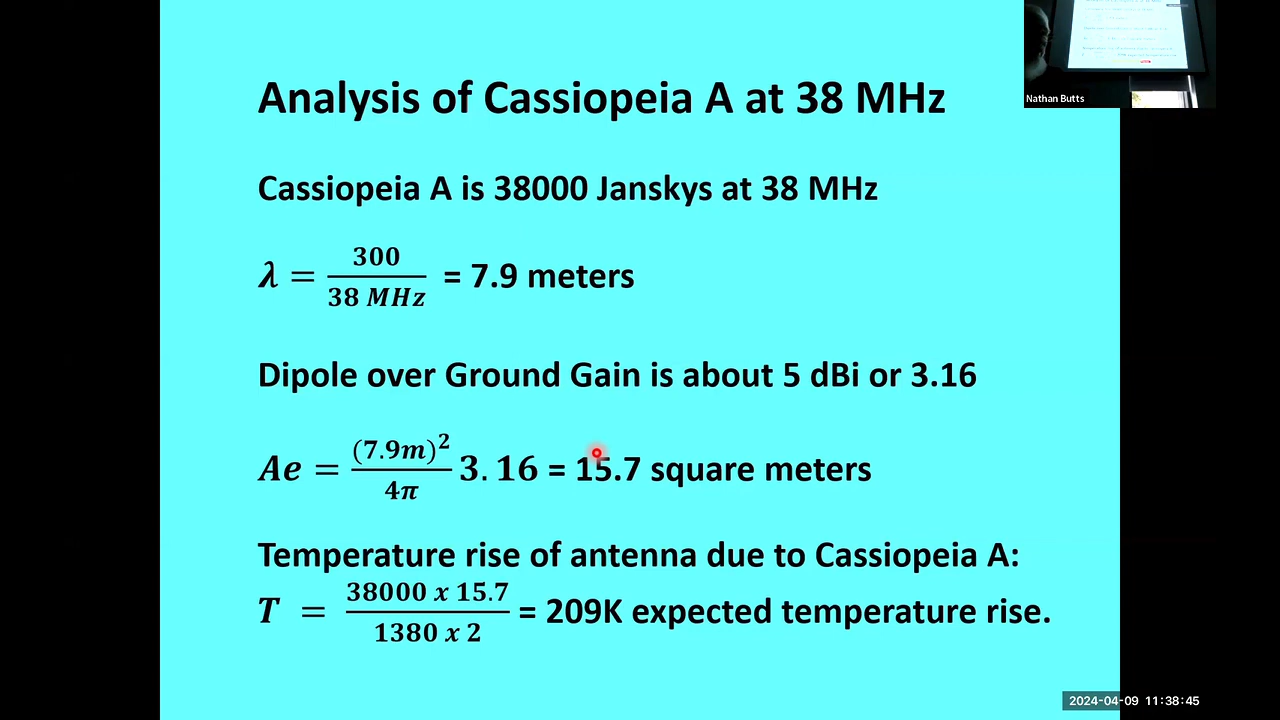 Analysis of Cassiopeia A at 38 MHz
Nathan Butts
Cassiopeia A is 38000 Janskys at 38 MHz
λ = 300 / 38 MHz = 7.9 meters
Dipole over Ground Gain is about 5 dBi or 3.16
Ae = (7.9m)² / 4π 3.16 = 15.7 square meters
Temperature rise of antenna due to Cassiopeia A:
T = 38000 x 15.7 / 1380 x 2 = 209K expected temperature rise.
2024-04-09 11:38:45